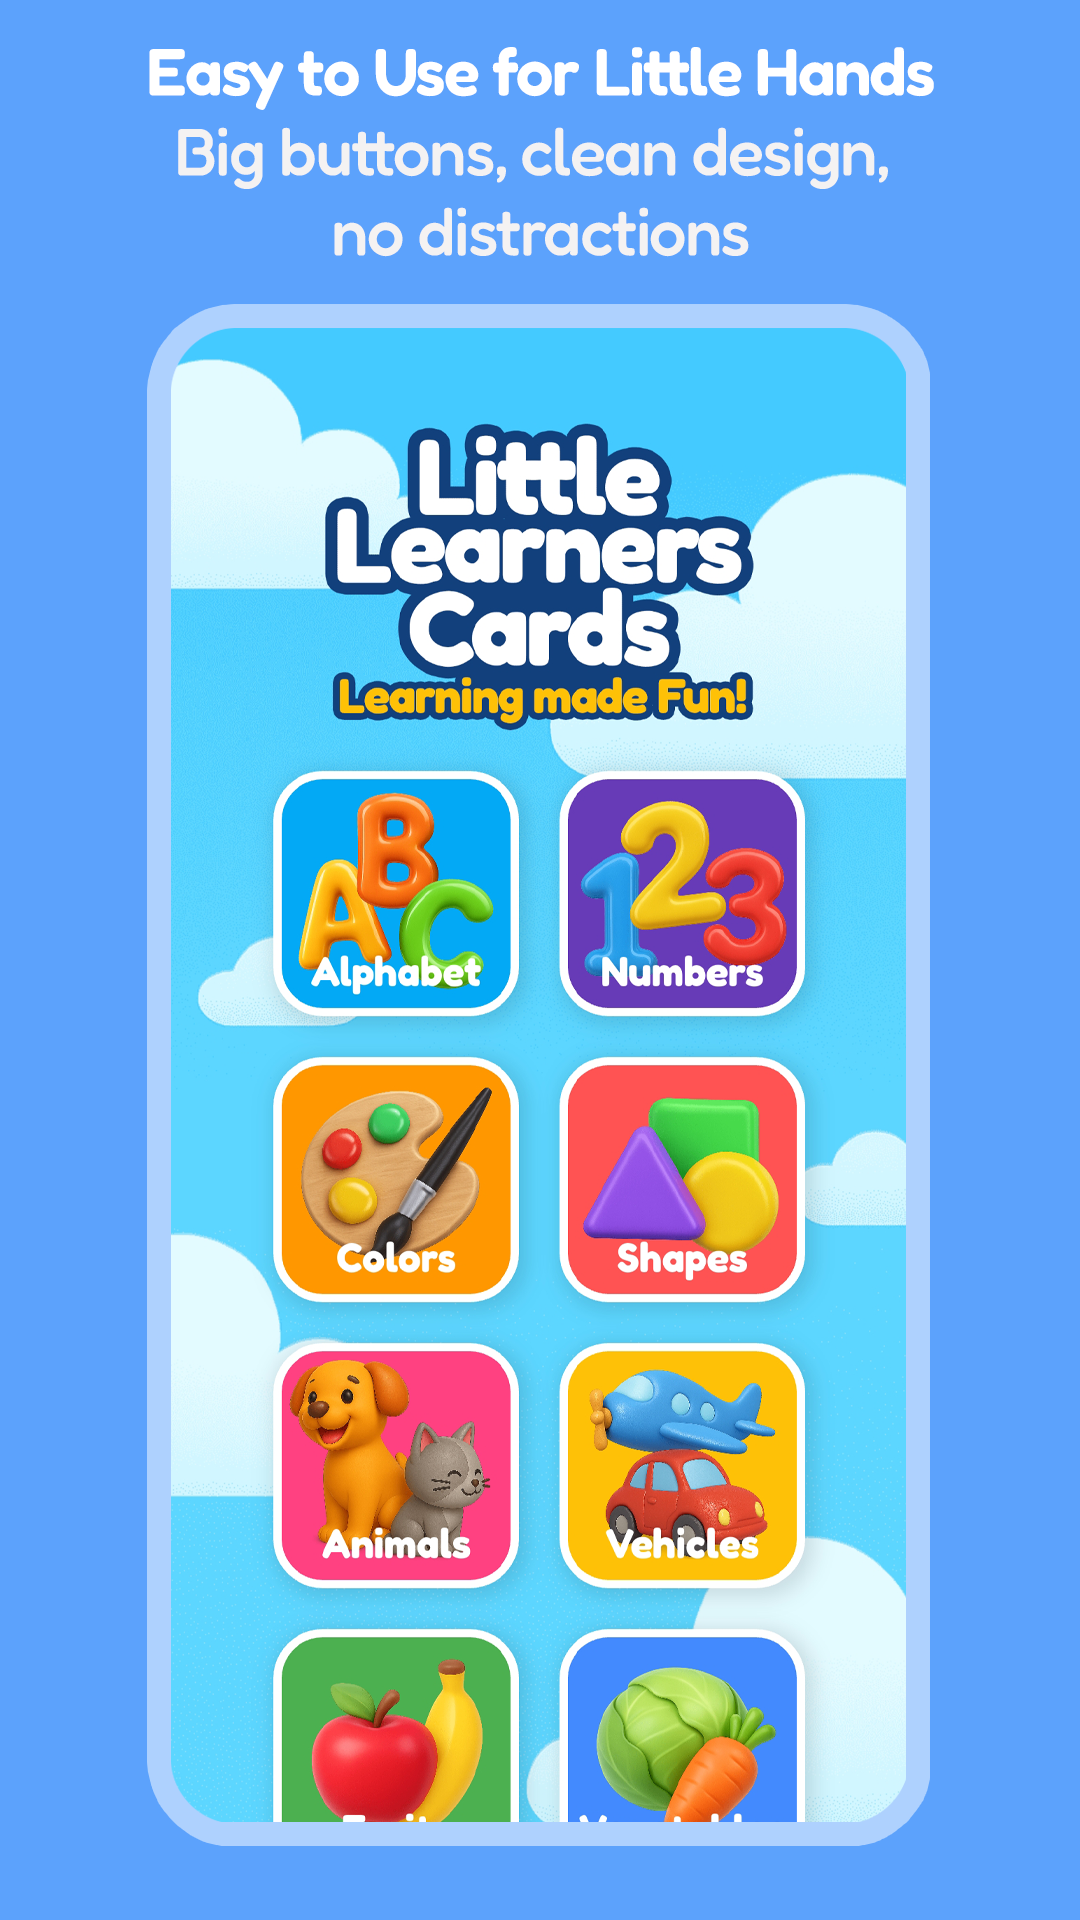 Easy to Use for Little Hands
Big buttons, clean design,
no distractions
Little
Learners
Cards
Learning made Fun!
Alphabet
Numbers
Colors
Shapes
Animals
Vehicles